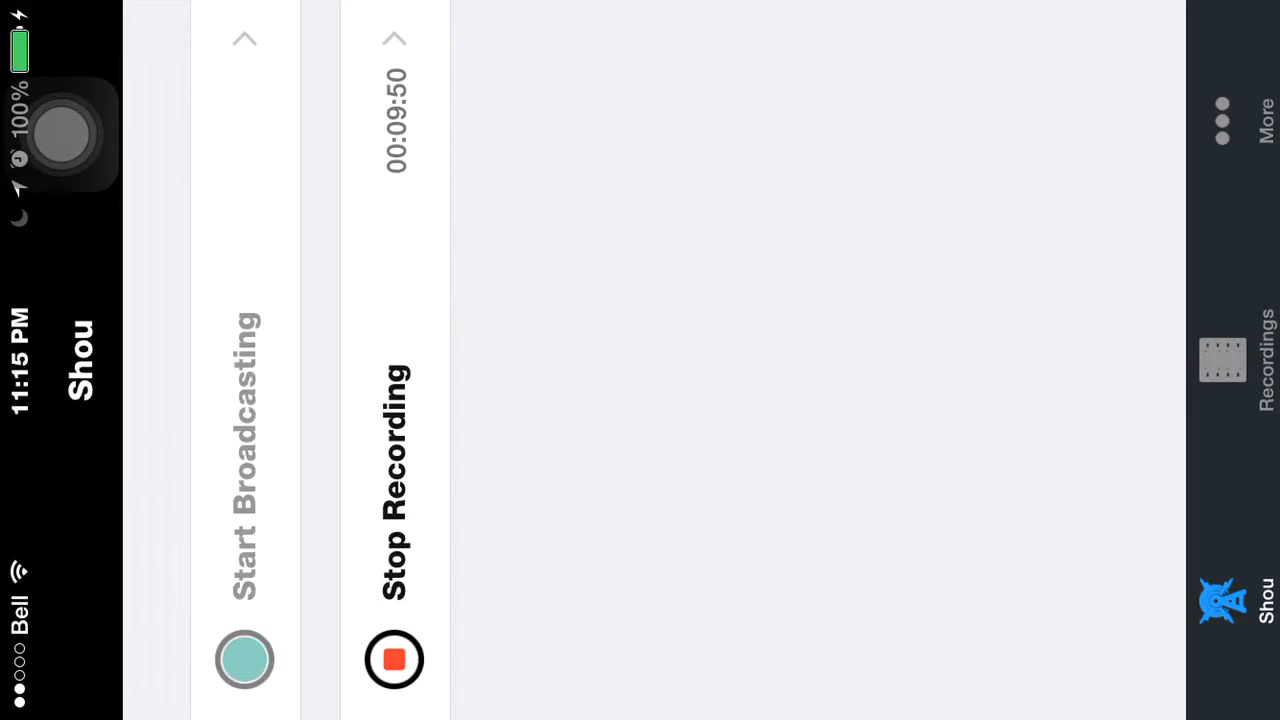 Bell 11:15 PM 100%
Shou
Start Broadcasting
Stop Recording 00:09:50
Shou Recordings More